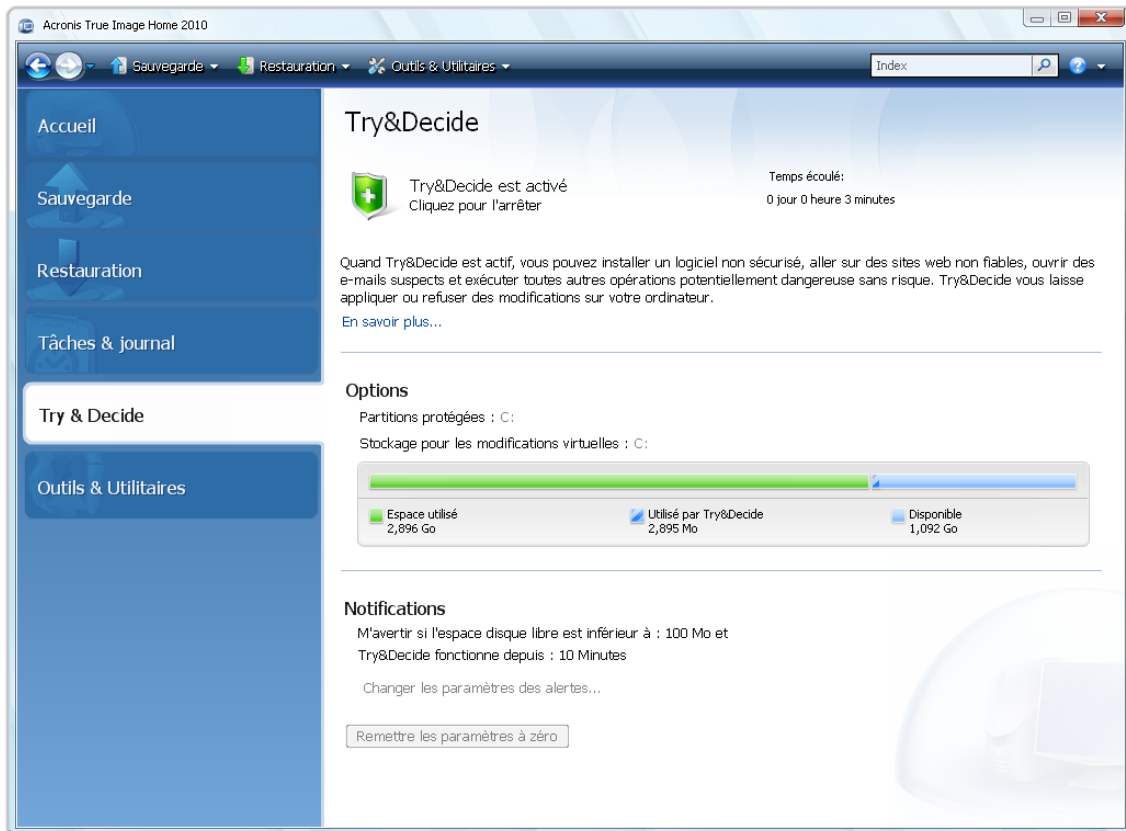 Acronis True Image Home 2010
Sauvegarde
Restauration
Outils & Utilitaires
Index
Accueil
Sauvegarde
Restauration
Tâches & journal
Try & Decide
Outils & Utilitaires
Try&Decide
Try&Decide est activé
Cliquez pour l'arrêter
Temps écoulé:
0 jour 0 heure 3 minutes
Quand Try&Decide est actif, vous pouvez installer un logiciel non sécurisé, aller sur des sites web non fiables, ouvrir des
e-mails suspects et exécuter toutes autres opérations potentiellement dangereuse sans risque. Try&Decide vous laisse
appliquer ou refuser des modifications sur votre ordinateur.
En savoir plus...
Options
Partitions protégées : C:
Stockage pour les modifications virtuelles : C:
Espace utilisé
2,896 Go
Utilisé par Try&Decide
2,895 Mo
Disponible
1,092 Go
Notifications
M'avertir si l'espace disque libre est inférieur à : 100 Mo et
Try&Decide fonctionne depuis : 10 Minutes
Changer les paramètres des alertes...
Remettre les paramètres à zéro